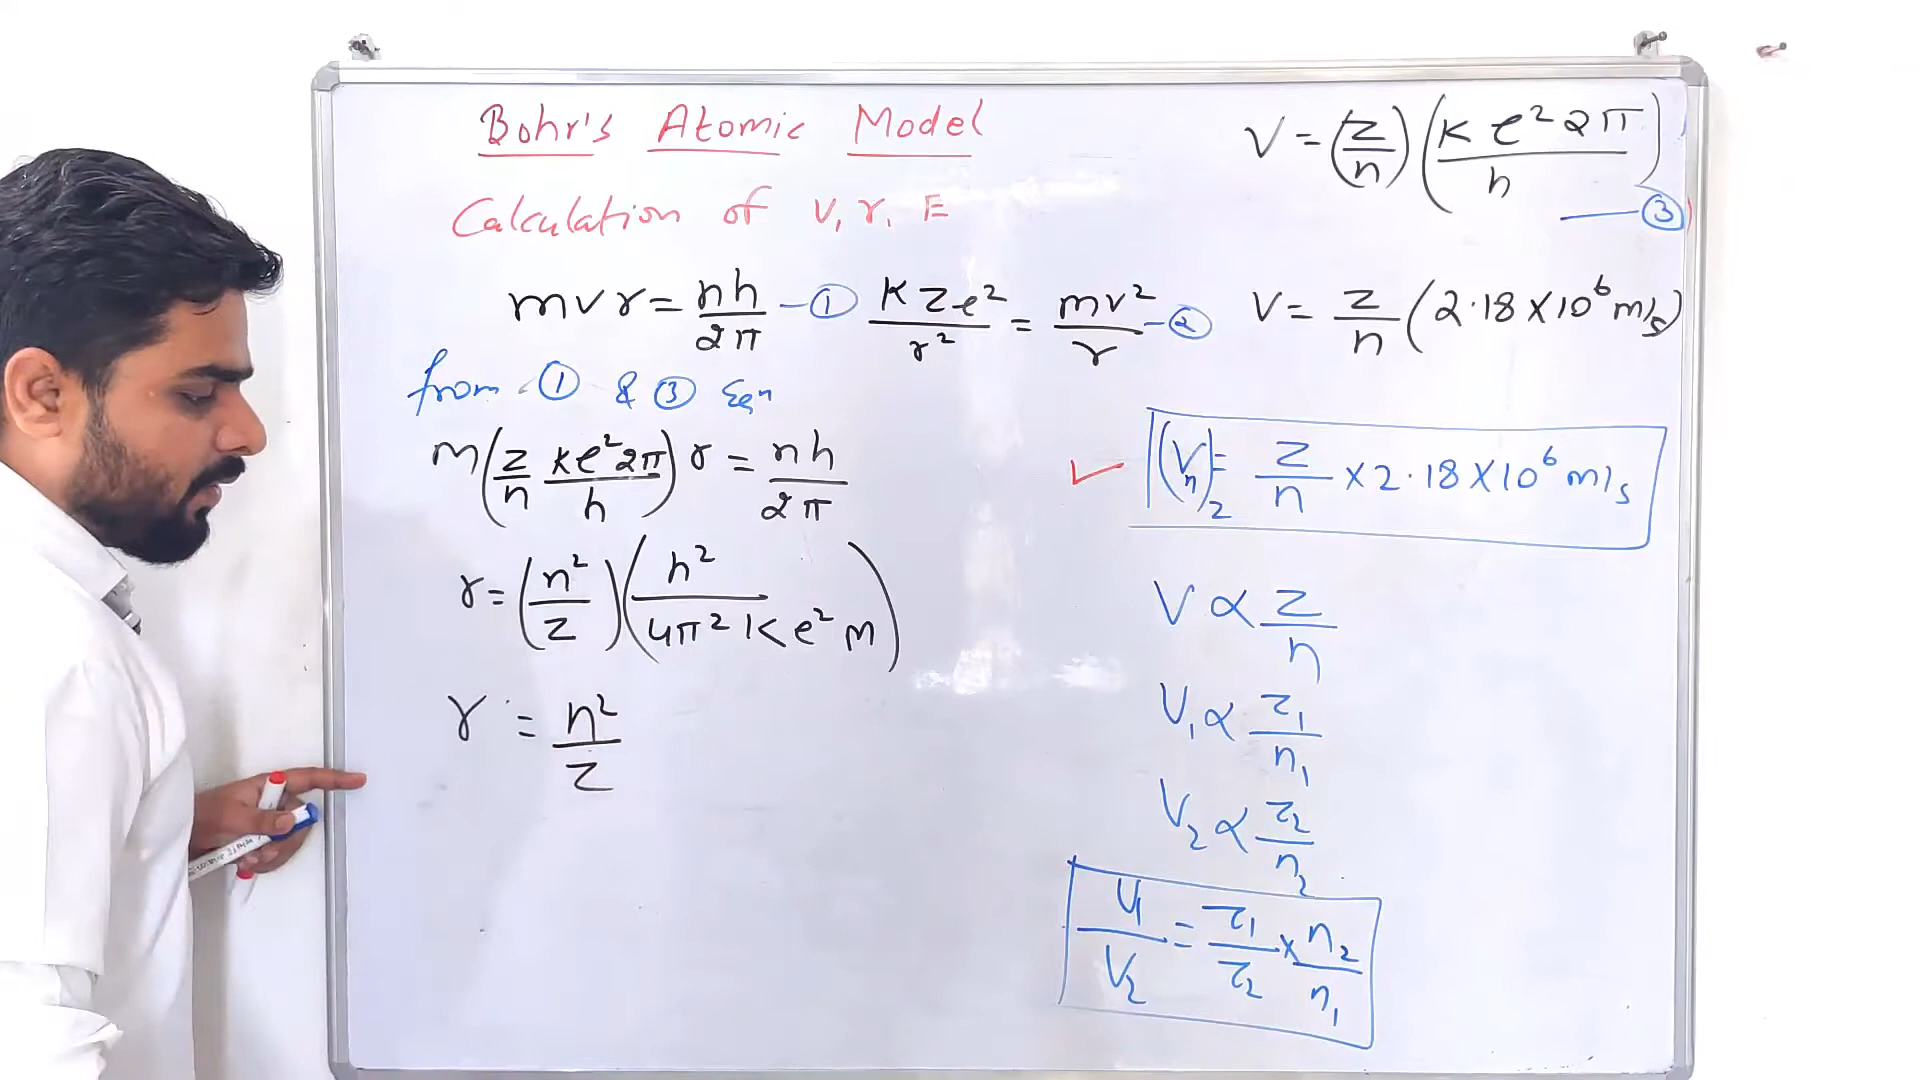 Bohr's Atomic Model
Calculation of v, r, E
mvr = nh/2π —① KZe²/r² = mv²/r —②
from ① & ③ Eqn
m(Z/n Ke²2π/h) r = nh/2π
r = (n²/Z)(h²/4π²Ke²m)
r = n²/Z
V = (Z/n)(Ke²2π/h)
—③
V = Z/n (2.18×10⁶ m/s)
✓ (Vn)₂ = Z/n × 2.18×10⁶ m/s
V ∝ Z/n
V₁ ∝ Z₁/n₁
V₂ ∝ Z₂/n₂
V₁/V₂ = Z₁/Z₂ × n₂/n₁